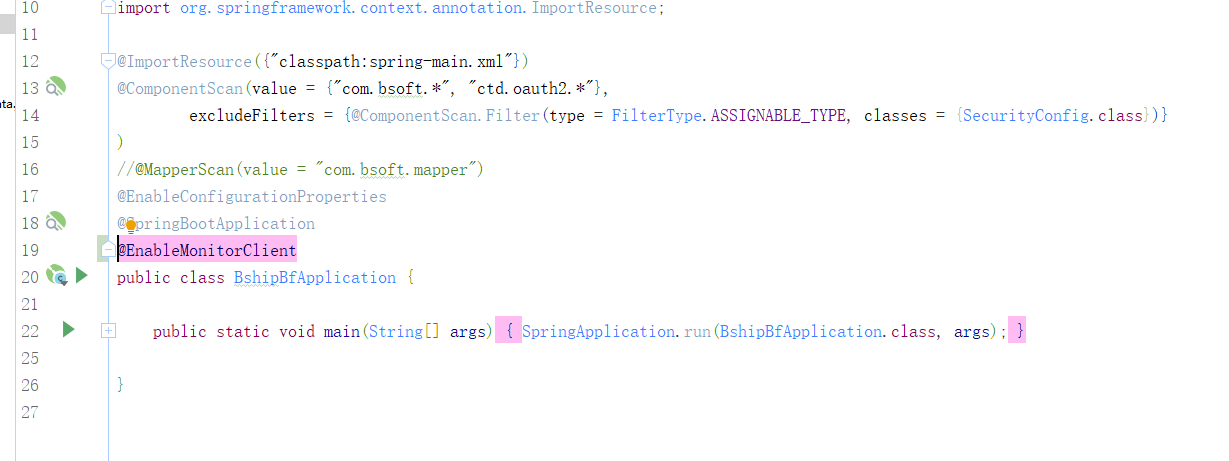 10 import org.springframework.context.annotation.ImportResource;
11
12 @ImportResource({"classpath:spring-main.xml"})
13 @ComponentScan(value = {"com.bsoft.*", "ctd.oauth2.*"},
14 excludeFilters = {@ComponentScan.Filter(type = FilterType.ASSIGNABLE_TYPE, classes = {SecurityConfig.class})}
15 )
16 //@MapperScan(value = "com.bsoft.mapper")
17 @EnableConfigurationProperties
18 @SpringBootApplication
19 @EnableMonitorClient
20 public class BshipBfApplication {
21
22 public static void main(String[] args) { SpringApplication.run(BshipBfApplication.class, args); }
25
26 }
27
ata.